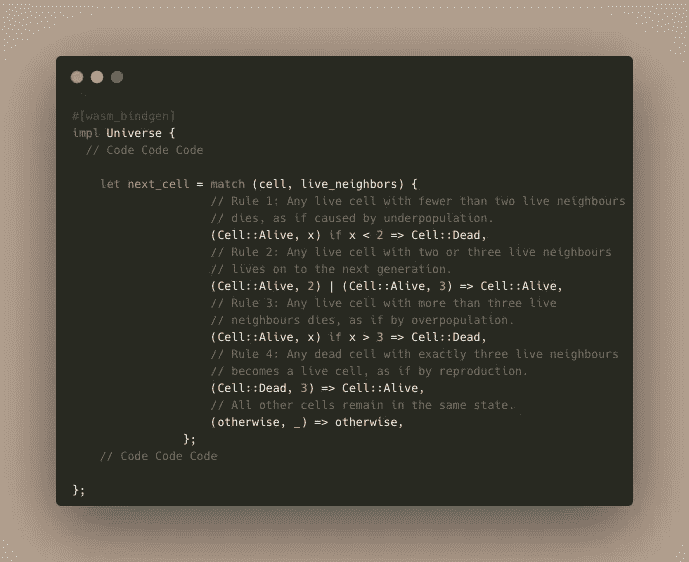 #[wasm_bindgen]
impl Universe {
  // Code Code Code
    let next_cell = match (cell, live_neighbors) {
                    // Rule 1: Any live cell with fewer than two live neighbours
                    // dies, as if caused by underpopulation.
                    (Cell::Alive, x) if x < 2 => Cell::Dead,
                    // Rule 2: Any live cell with two or three live neighbours
                    // lives on to the next generation.
                    (Cell::Alive, 2) | (Cell::Alive, 3) => Cell::Alive,
                    // Rule 3: Any live cell with more than three live
                    // neighbours dies, as if by overpopulation.
                    (Cell::Alive, x) if x > 3 => Cell::Dead,
                    // Rule 4: Any dead cell with exactly three live neighbours
                    // becomes a live cell, as if by reproduction.
                    (Cell::Dead, 3) => Cell::Alive,
                    // All other cells remain in the same state.
                    (otherwise, _) => otherwise,
                };
    // Code Code Code
};